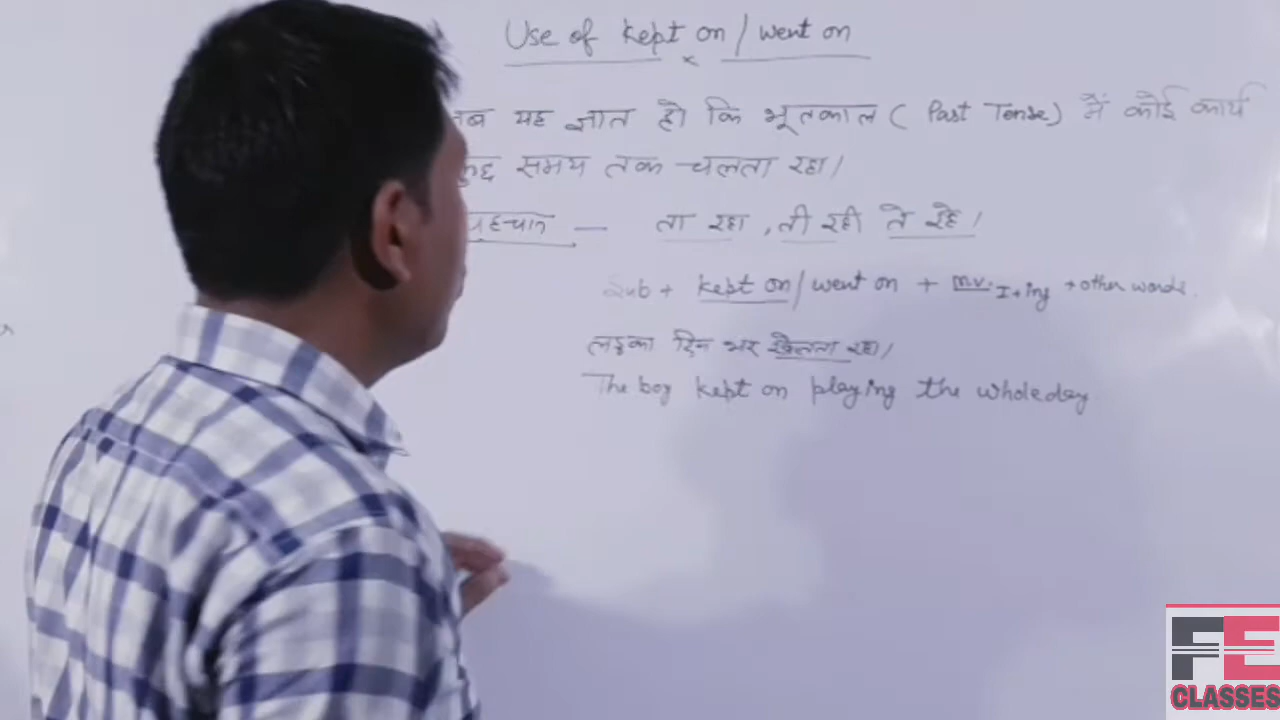 Use of kept on / went on
जब यह ज्ञात हो कि भूतकाल ( Past Tense) में कोई कार्य
कुछ समय तक चलता रहा।
पहचान — ता रहा , ती रही ते रहे।
Sub + kept on/went on + m.v. I+ing + other words.
लड़का दिन भर खेलता रहा।
The boy kept on playing the whole day
FE
CLASSES